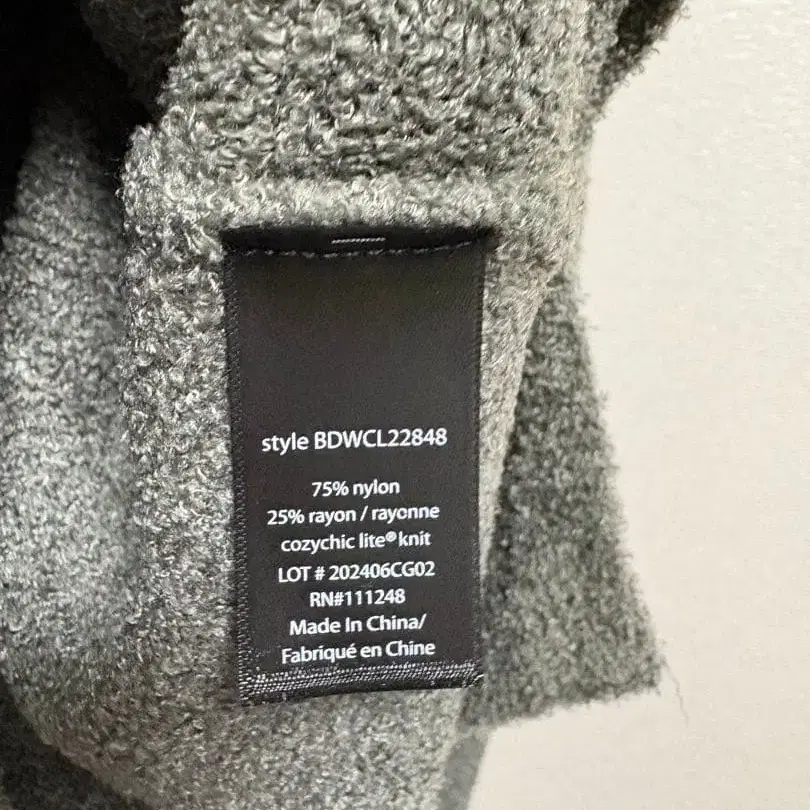 style BDWCL22848
75% nylon
25% rayon / rayonne
cozychic lite® knit
LOT # 202406CG02
RN#111248
Made In China/
Fabriqué en Chine